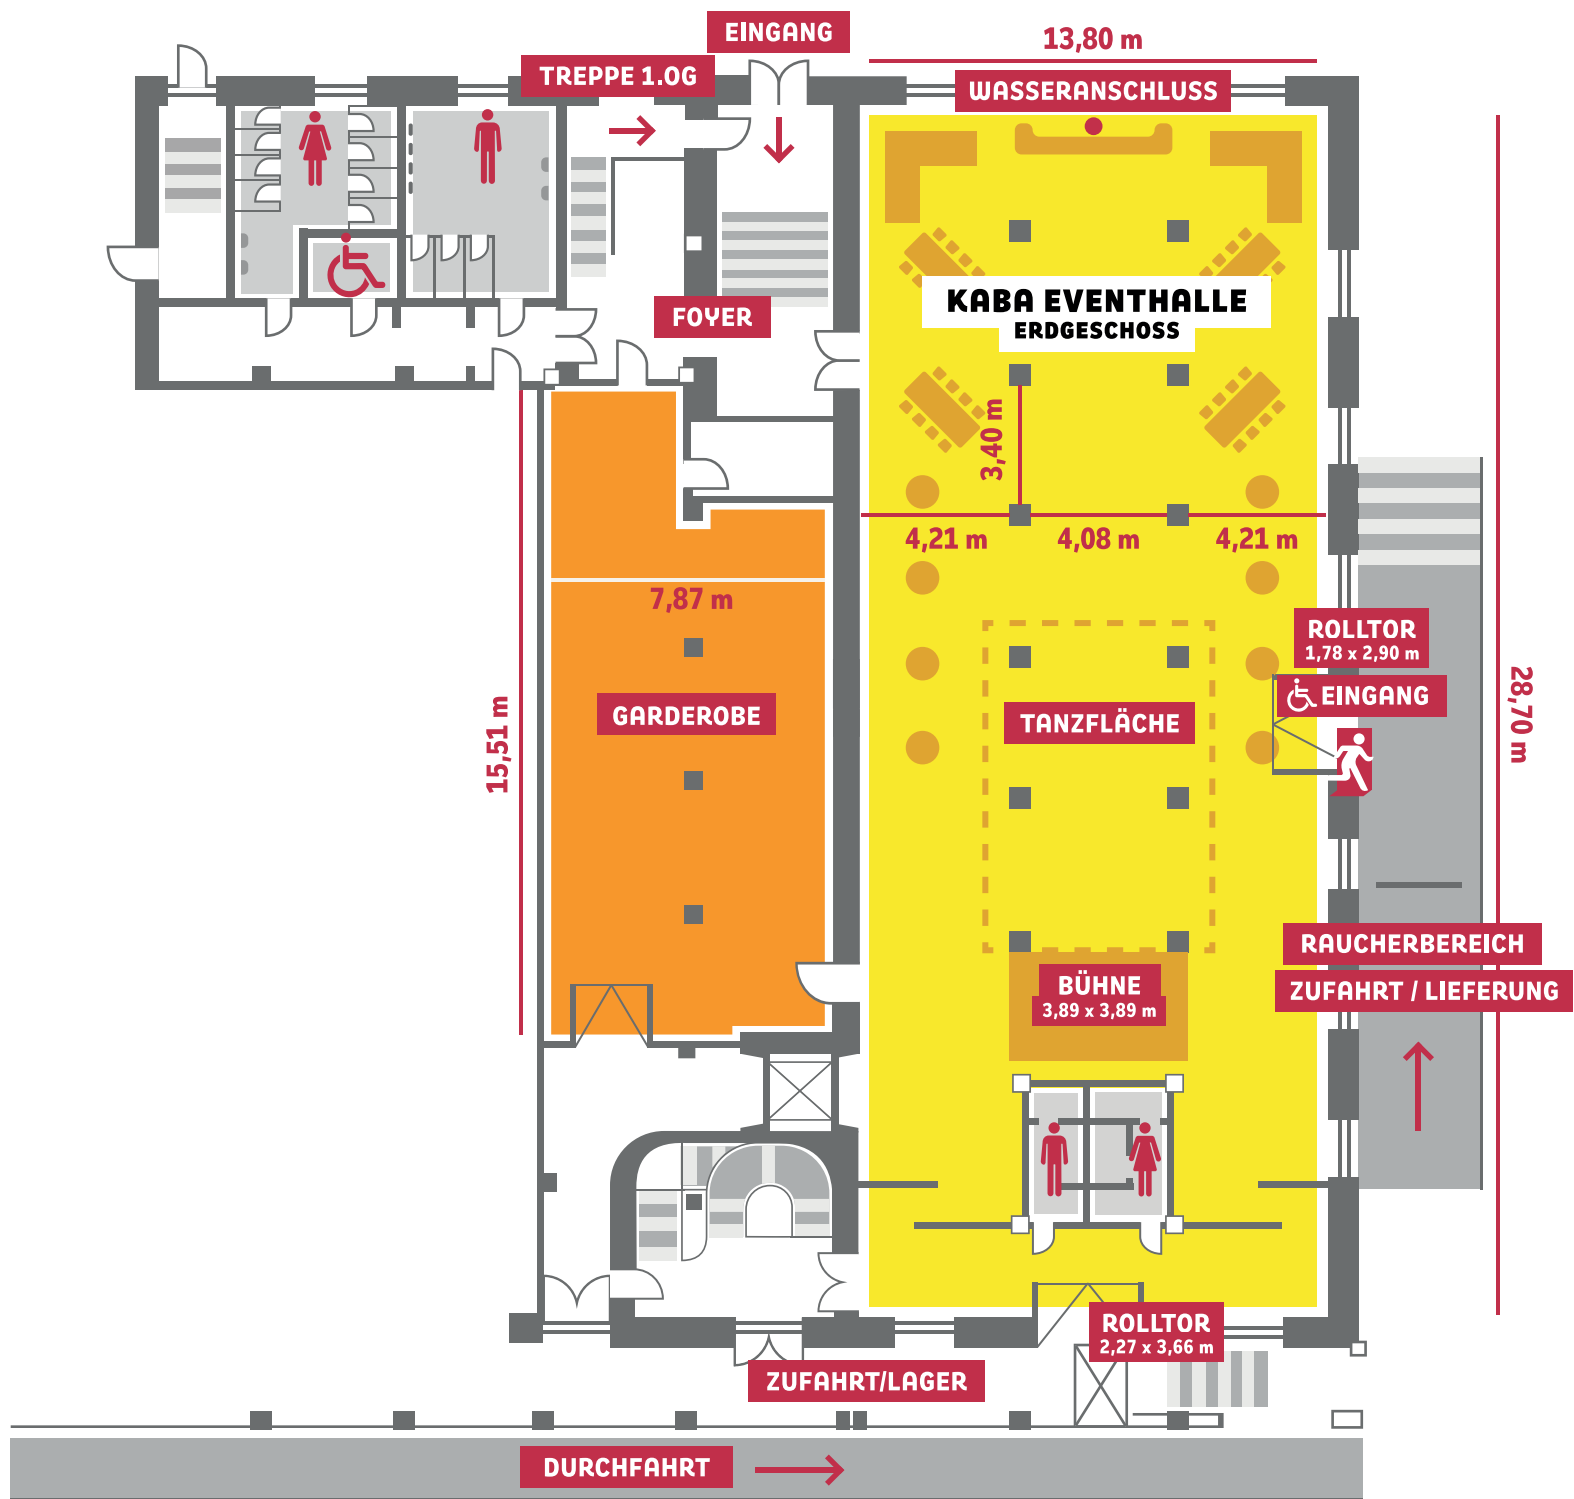 EINGANG
13,80 m
TREPPE 1.OG
WASSERANSCHLUSS
KABA EVENTHALLE
ERDGESCHOSS
FOYER
3,40 m
4,21 m
4,08 m
4,21 m
7,87 m
ROLLTOR
1,78 x 2,90 m
EINGANG
GARDEROBE
TANZFLÄCHE
15,51 m
28,70 m
RAUCHERBEREICH
BÜHNE
3,89 x 3,89 m
ZUFAHRT / LIEFERUNG
ROLLTOR
2,27 x 3,66 m
ZUFAHRT/LAGER
DURCHFAHRT